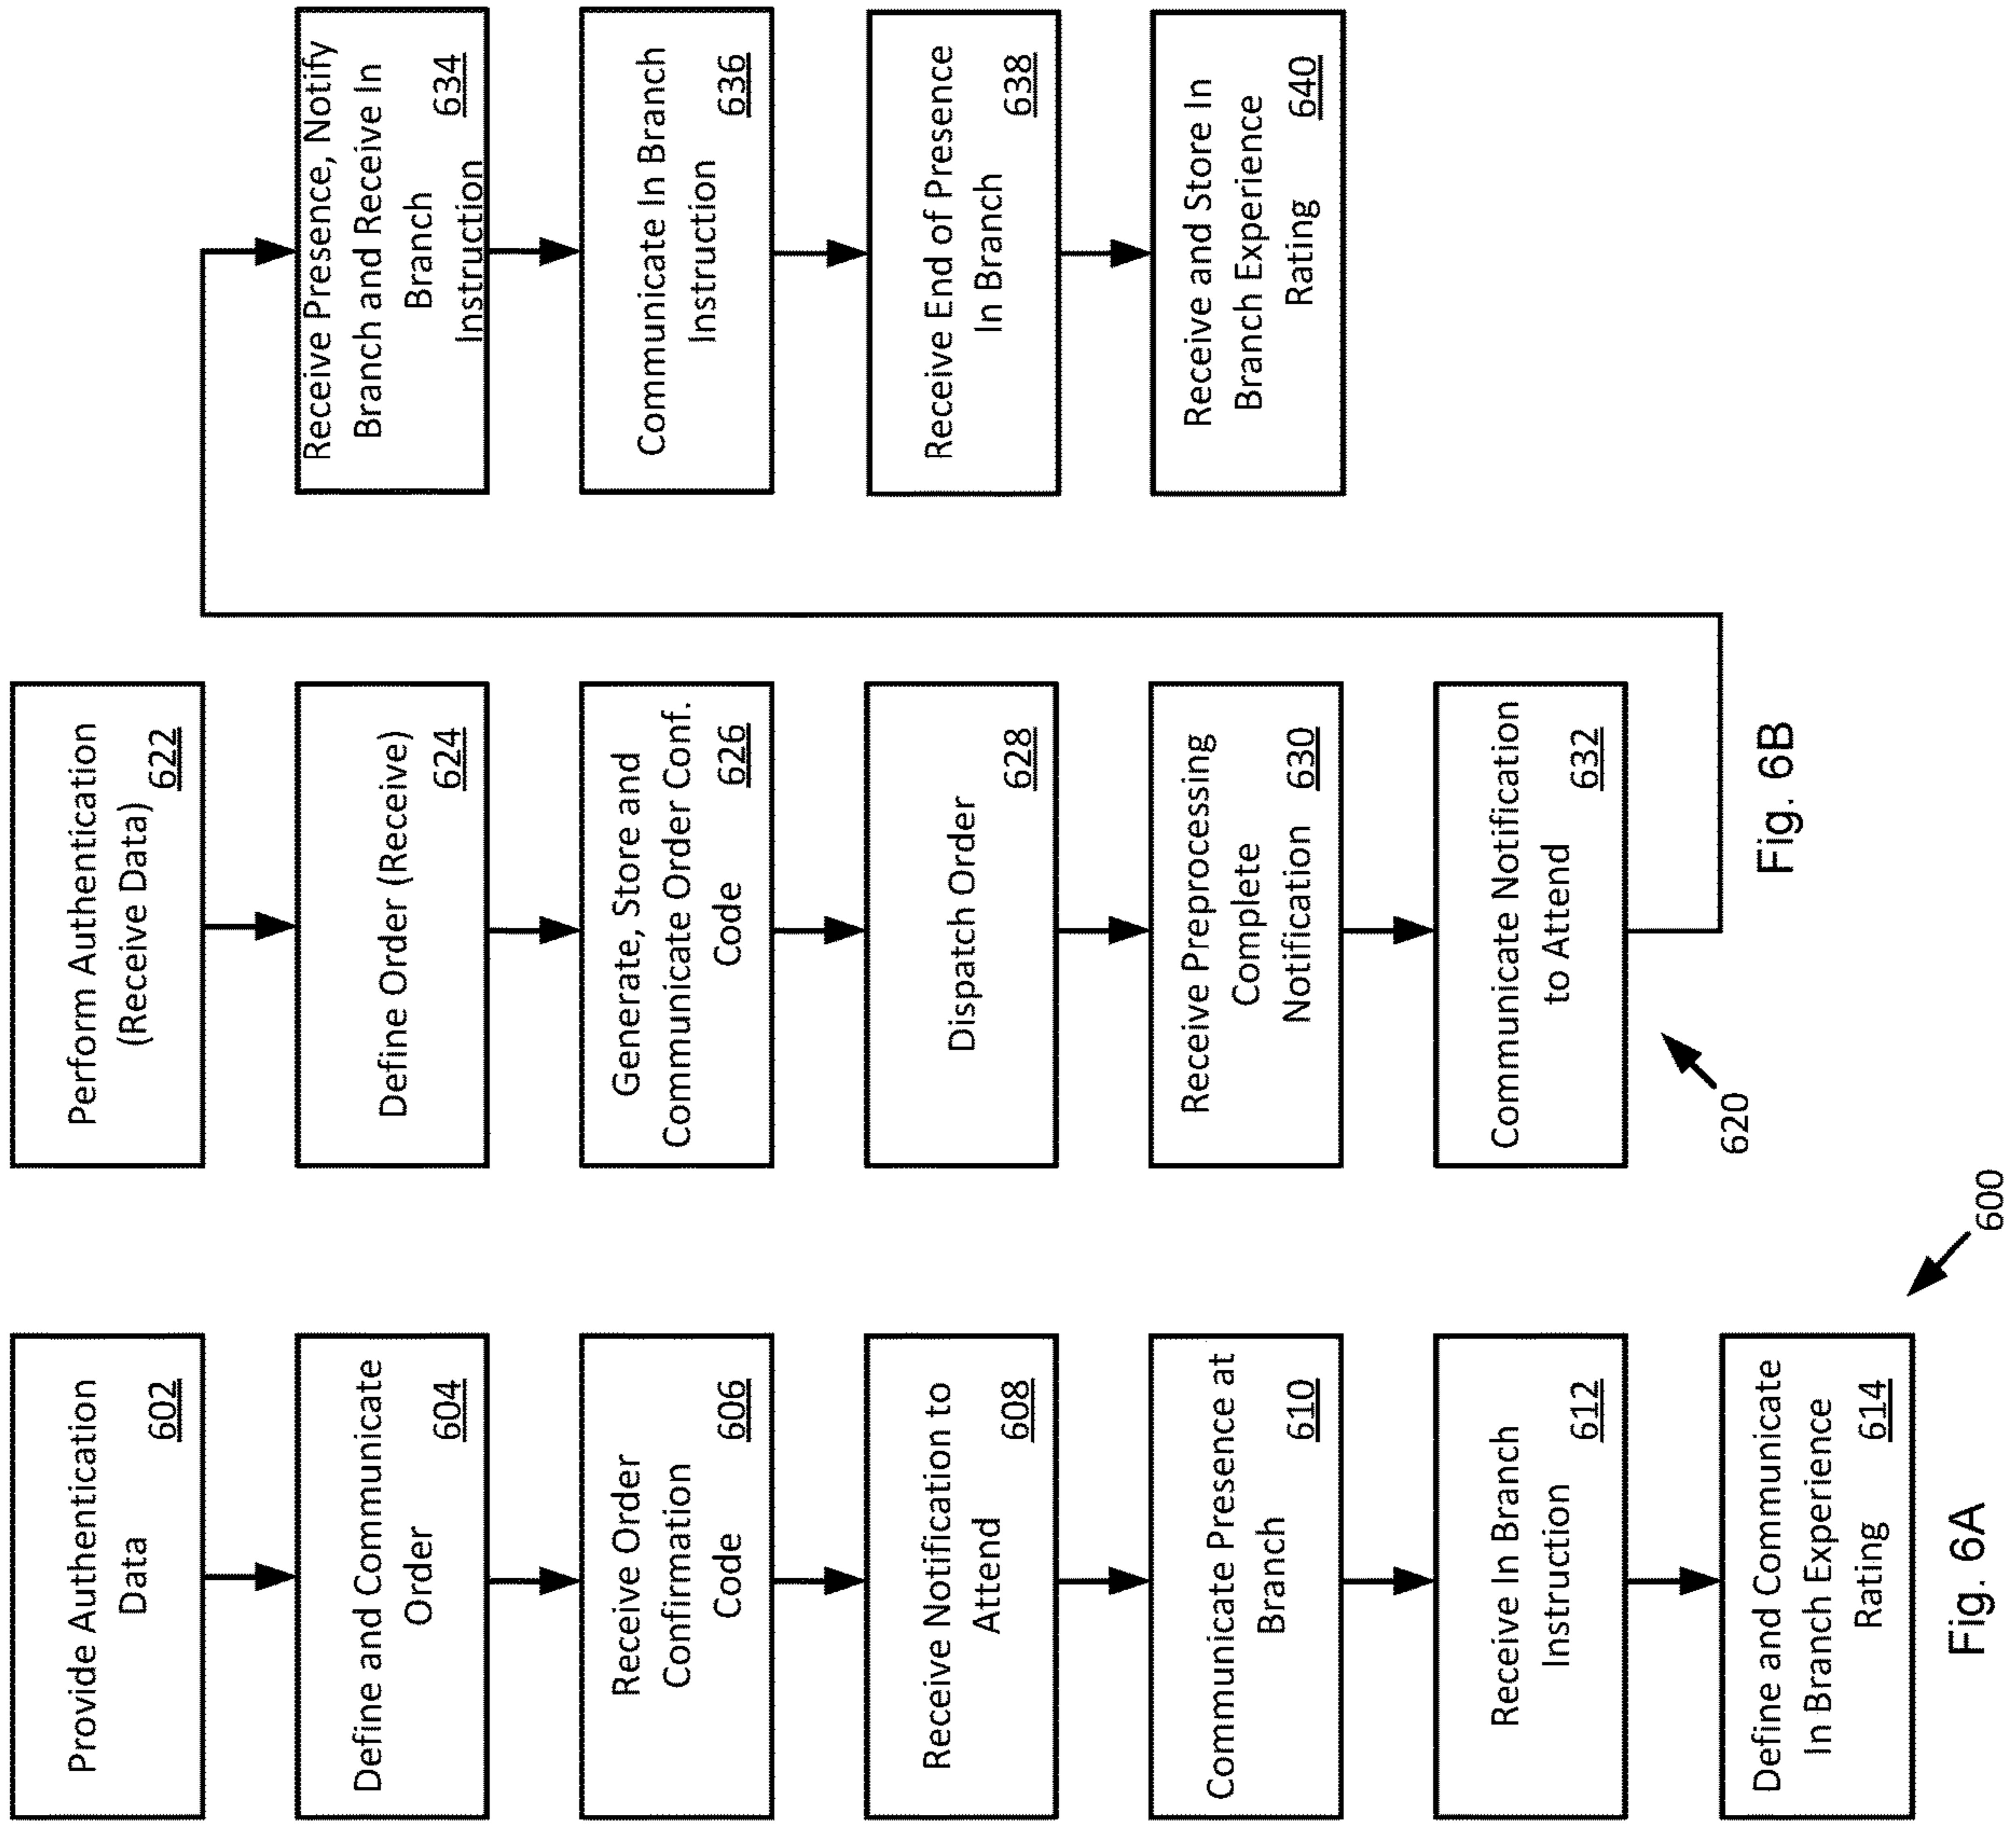 Provide Authentication
Data 602
Define and Communicate
Order 604
Receive Order
Confirmation
Code 606
Receive Notification to
Attend 608
Communicate Presence at
Branch 610
Receive In Branch
Instruction 612
Define and Communicate
In Branch Experience
Rating 614
600
Fig. 6A
Perform Authentication
(Receive Data) 622
Define Order (Receive)
624
Generate, Store and
Communicate Order Conf.
Code 626
Dispatch Order
628
Receive Preprocessing
Complete
Notification 630
Communicate Notification
to Attend 632
620
Receive Presence, Notify
Branch and Receive In
Branch
634
Instruction
Communicate In Branch
Instruction 636
Receive End of Presence
In Branch 638
Receive and Store In
Branch Experience
Rating 640
Fig. 6B